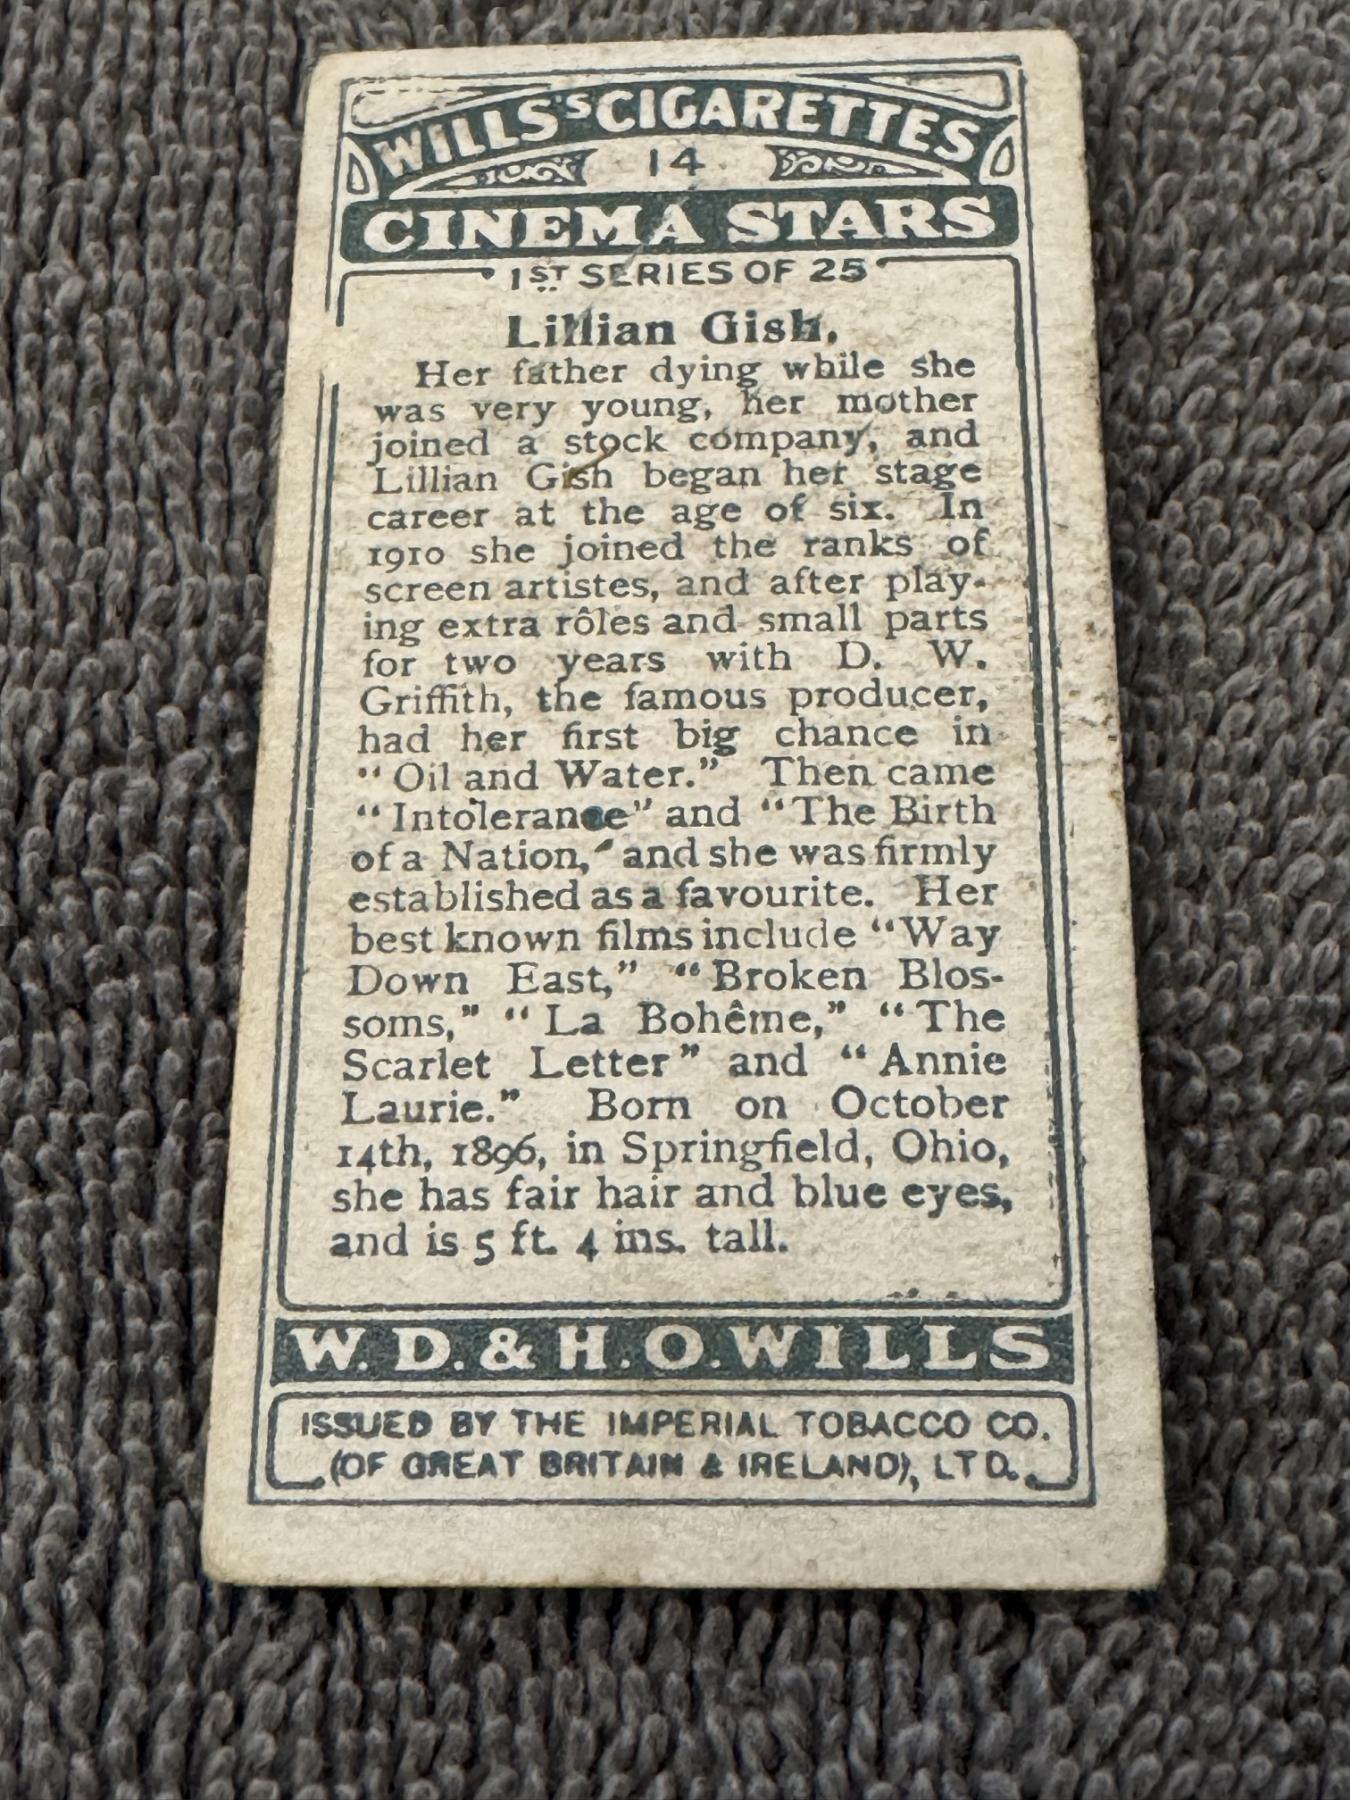 WILLS'S CIGARETTES
14
CINEMA STARS
1ST SERIES OF 25
Lillian Gish.
Her father dying while she
was very young, her mother
joined a stock company, and
Lillian Gish began her stage
career at the age of six. In
1910 she joined the ranks of
screen artistes, and after play-
ing extra rôles and small parts
for two years with D. W.
Griffith, the famous producer,
had her first big chance in
"Oil and Water." Then came
"Intolerance" and "The Birth
of a Nation," and she was firmly
established as a favourite. Her
best known films include "Way
Down East," "Broken Blos-
soms," "La Bohême," "The
Scarlet Letter" and "Annie
Laurie." Born on October
14th, 1896, in Springfield, Ohio,
she has fair hair and blue eyes,
and is 5 ft. 4 ins. tall.
W. D. & H. O. WILLS
ISSUED BY THE IMPERIAL TOBACCO CO.
(OF GREAT BRITAIN & IRELAND), LTD.